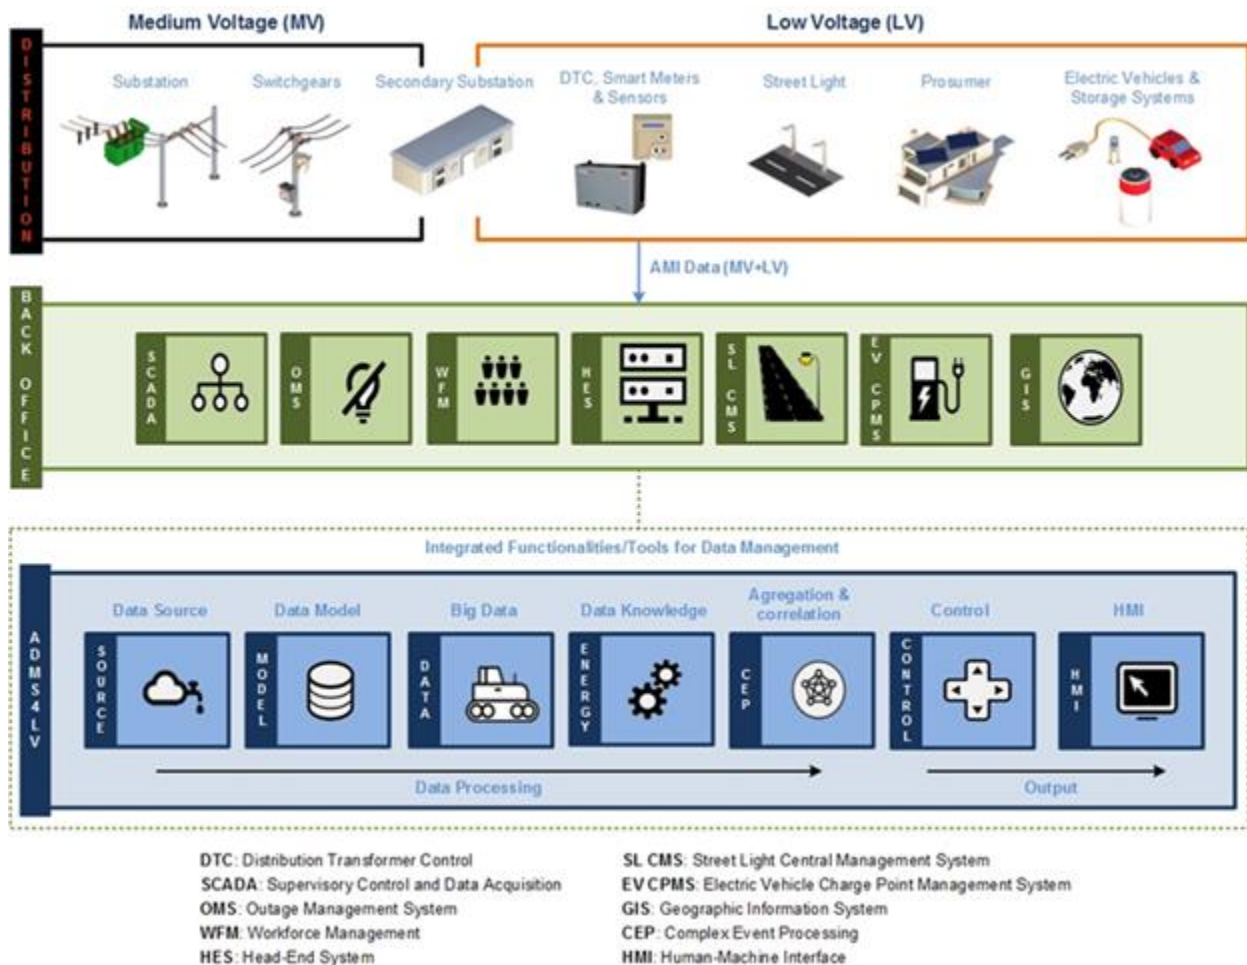 Medium Voltage (MV)
Low Voltage (LV)
DISTRIBUTION
Substation
Switchgears
Secondary Substation
DTC, Smart Meters
& Sensors
Street Light
Prosumer
Electric Vehicles &
Storage Systems
AMI Data (MV+LV)
BACK OFFICE
SCADA
OMS
WFM
HES
SL CMS
EV CPMS
GIS
Integrated Functionalities/Tools for Data Management
ADMS4LV
Data Source
Data Model
Big Data
Data Knowledge
Agregation &
correlation
Control
HMI
SOURCE
MODEL
DATA
ENERGY
CEP
CONTROL
HMI
Data Processing
Output
DTC: Distribution Transformer Control
SCADA: Supervisory Control and Data Acquisition
OMS: Outage Management System
WFM: Workforce Management
HES: Head-End System
SL CMS: Street Light Central Management System
EV CPMS: Electric Vehicle Charge Point Management System
GIS: Geographic Information System
CEP: Complex Event Processing
HMI: Human-Machine Interface